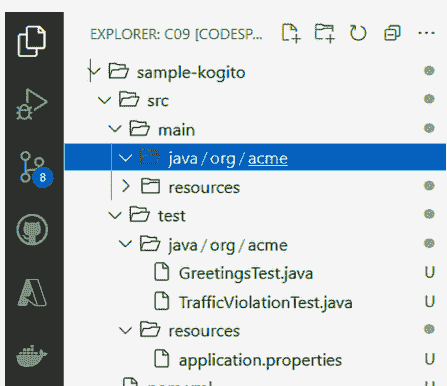 EXPLORER: C09 [CODESP...
sample-kogito
src
main
java / org / acme
resources
test
java / org / acme
GreetingsTest.java U
TrafficViolationTest.java U
resources
application.properties U
8